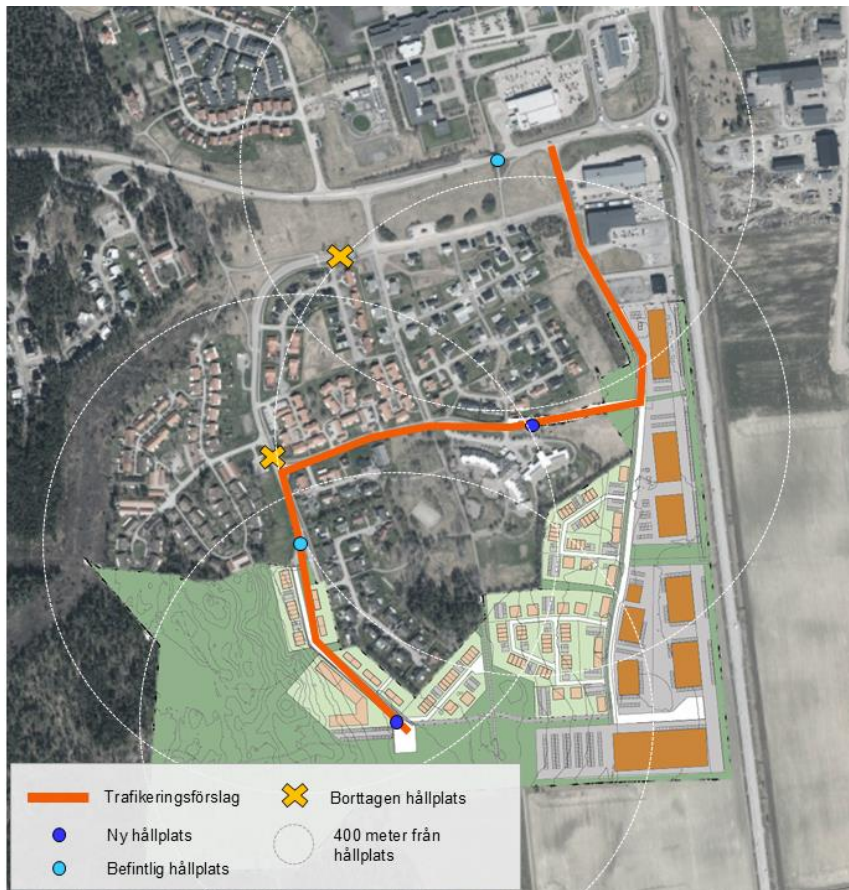 Trafikeringsförslag
Borttagen hållplats
Ny hållplats
400 meter från
hållplats
Befintlig hållplats